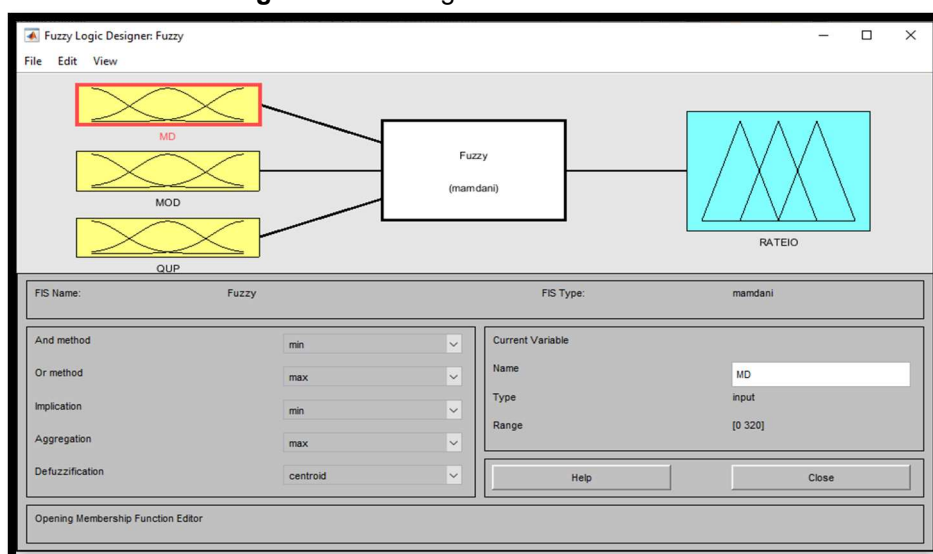 Fuzzy Logic Designer: Fuzzy
File Edit View
MD
MOD
QUP
Fuzzy
(mamdani)
RATEIO
FIS Name: Fuzzy FIS Type: mamdani
And method min
Or method max
Implication min
Aggregation max
Defuzzification centroid
Current Variable
Name MD
Type input
Range [0 320]
Help Close
Opening Membership Function Editor